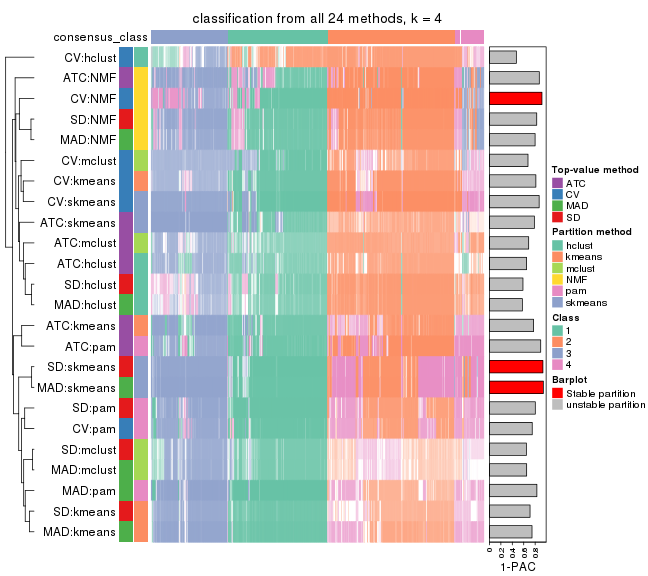 classification from all 24 methods, k = 4
consensus_class
CV:hclust
ATC:NMF
CV:NMF
SD:NMF
MAD:NMF
CV:mclust
CV:kmeans
CV:skmeans
ATC:skmeans
ATC:mclust
ATC:hclust
SD:hclust
MAD:hclust
ATC:kmeans
ATC:pam
SD:skmeans
MAD:skmeans
SD:pam
CV:pam
SD:mclust
MAD:mclust
MAD:pam
SD:kmeans
MAD:kmeans
0 0.2 0.4 0.6 0.8
1-PAC
Top-value method
ATC
CV
MAD
SD
Partition method
hclust
kmeans
mclust
NMF
pam
skmeans
Class
1
2
3
4
Barplot
Stable partition
unstable partition